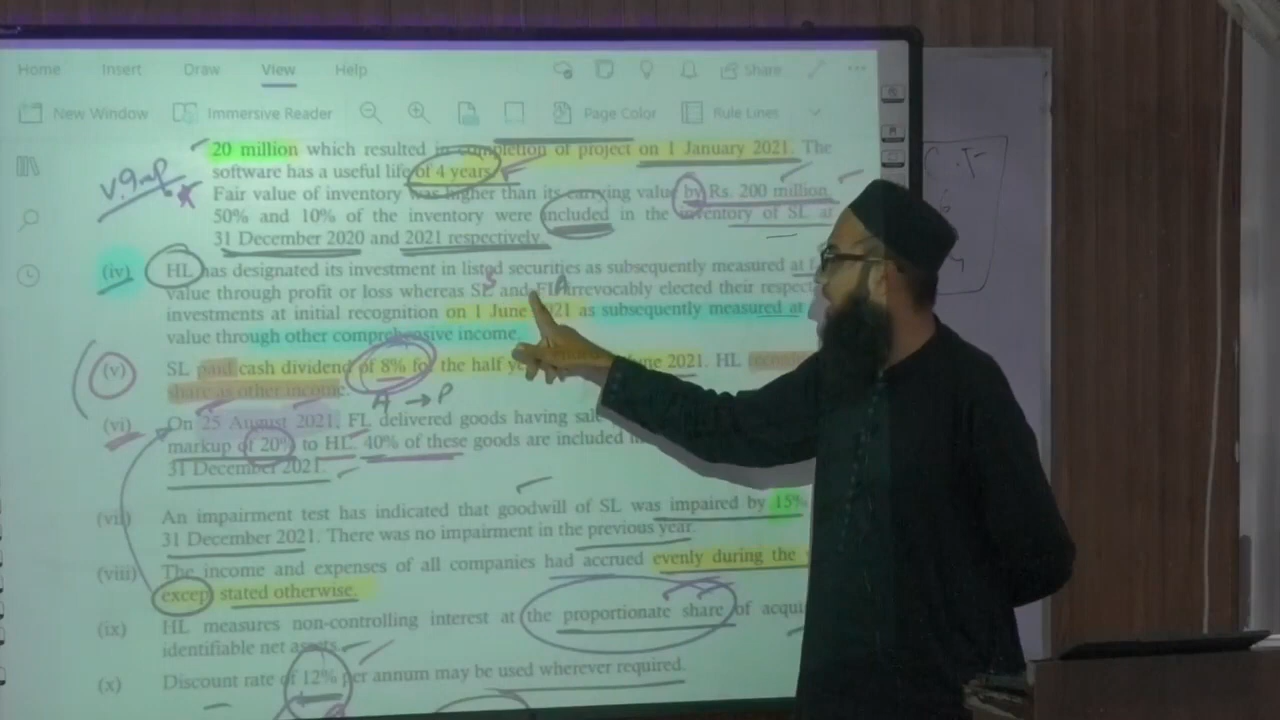 Home Insert Draw View Help Share
New Window Immersive Reader Page Color Rule Lines
20 million which resulted in completion of project on 1 January 2021. The
software has a useful life of 4 years.
V.9mp
Fair value of inventory was higher than its carrying value by Rs. 200 million.
50% and 10% of the inventory were included in the inventory of SL at
31 December 2020 and 2021 respectively.
(iv) HL has designated its investment in listed securities as subsequently measured at
value through profit or loss whereas SL and FL irrevocably elected their
investments at initial recognition on 1 June 2021 as subsequently measured at
value through other comprehensive income.
(v) SL paid cash dividend of 8% for the half 2021. HL
share as other income.
A → P
(vi) On 25 August 2021, FL delivered goods having
markup of 20% to HL. 40% of these goods are included
31 December 2021.
(vii) An impairment test has indicated that goodwill of SL was impaired by 15%
31 December 2021. There was no impairment in the previous year.
(viii) The income and expenses of all companies had accrued evenly during the
except stated otherwise.
(ix) HL measures non-controlling interest at the proportionate share of
identifiable net assets.
(x) Discount rate of 12% per annum may be used wherever required.